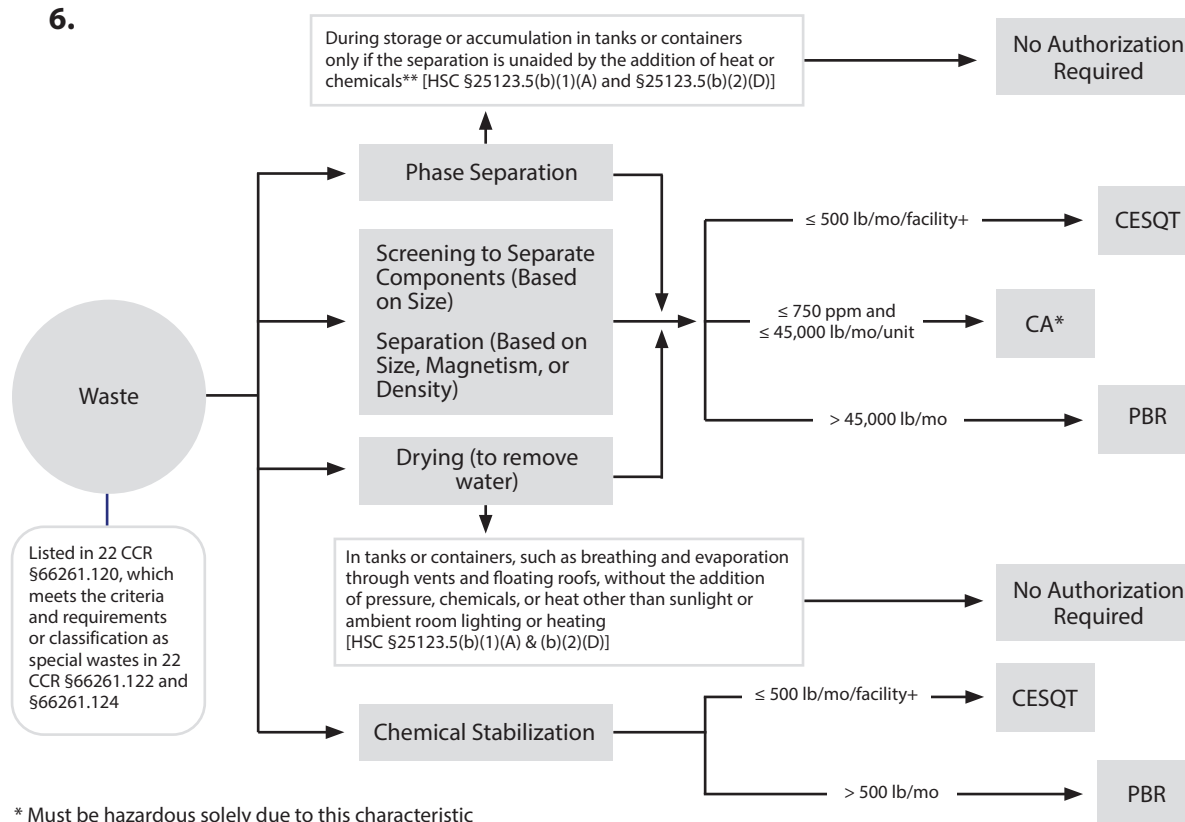 6.
During storage or accumulation in tanks or containers
only if the separation is unaided by the addition of heat or
chemicals** [HSC §25123.5(b)(1)(A) and §25123.5(b)(2)(D)]
No Authorization
Required
Phase Separation
Screening to Separate
Components (Based
on Size)
Separation (Based on
Size, Magnetism, or
Density)
Drying (to remove
water)
≤ 500 lb/mo/facility+
CESQT
≤ 750 ppm and
≤ 45,000 lb/mo/unit
CA*
> 45,000 lb/mo
PBR
Waste
Listed in 22 CCR
§66261.120, which
meets the criteria
and requirements
or classification as
special wastes in 22
CCR §66261.122 and
§66261.124
In tanks or containers, such as breathing and evaporation
through vents and floating roofs, without the addition
of pressure, chemicals, or heat other than sunlight or
ambient room lighting or heating
[HSC §25123.5(b)(1)(A) & (b)(2)(D)]
No Authorization
Required
Chemical Stabilization
≤ 500 lb/mo/facility+
CESQT
> 500 lb/mo
PBR
* Must be hazardous solely due to this characteristic